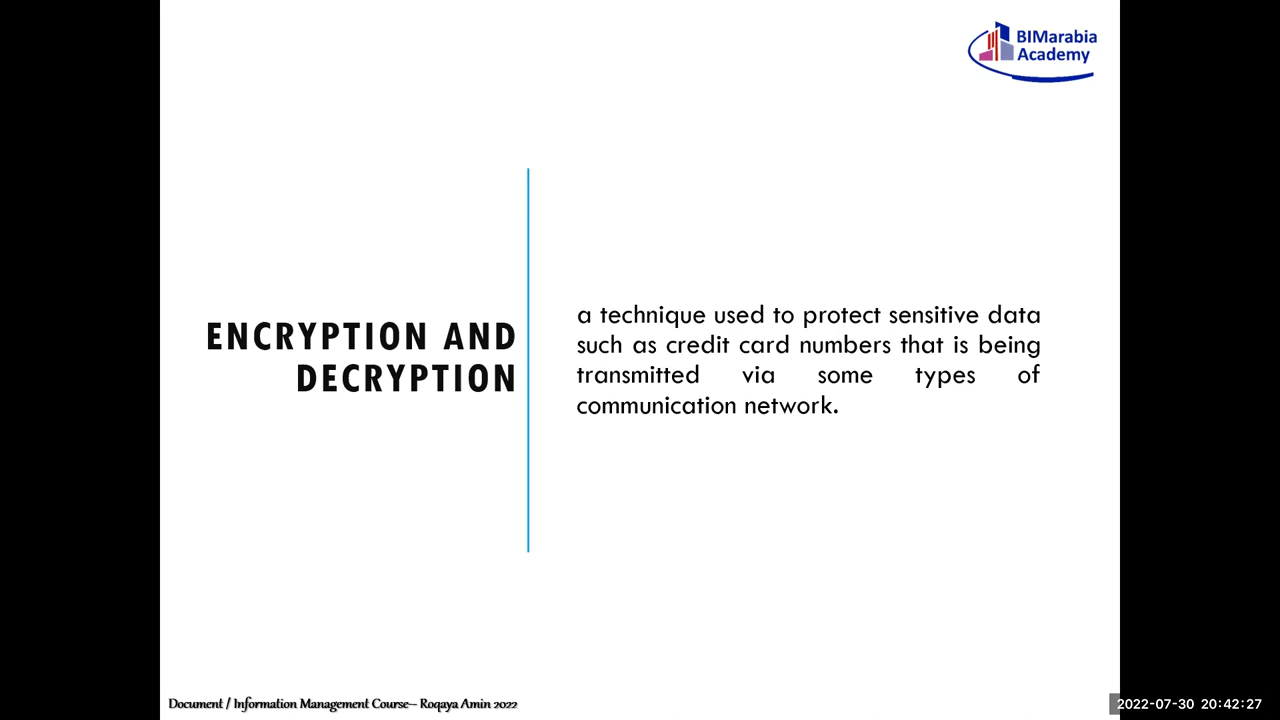 BIMarabia
Academy
ENCRYPTION AND
DECRYPTION
a technique used to protect sensitive data
such as credit card numbers that is being
transmitted via some types of
communication network.
Document / Information Management Course– Roqaya Amin 2022
2022-07-30 20:42:27